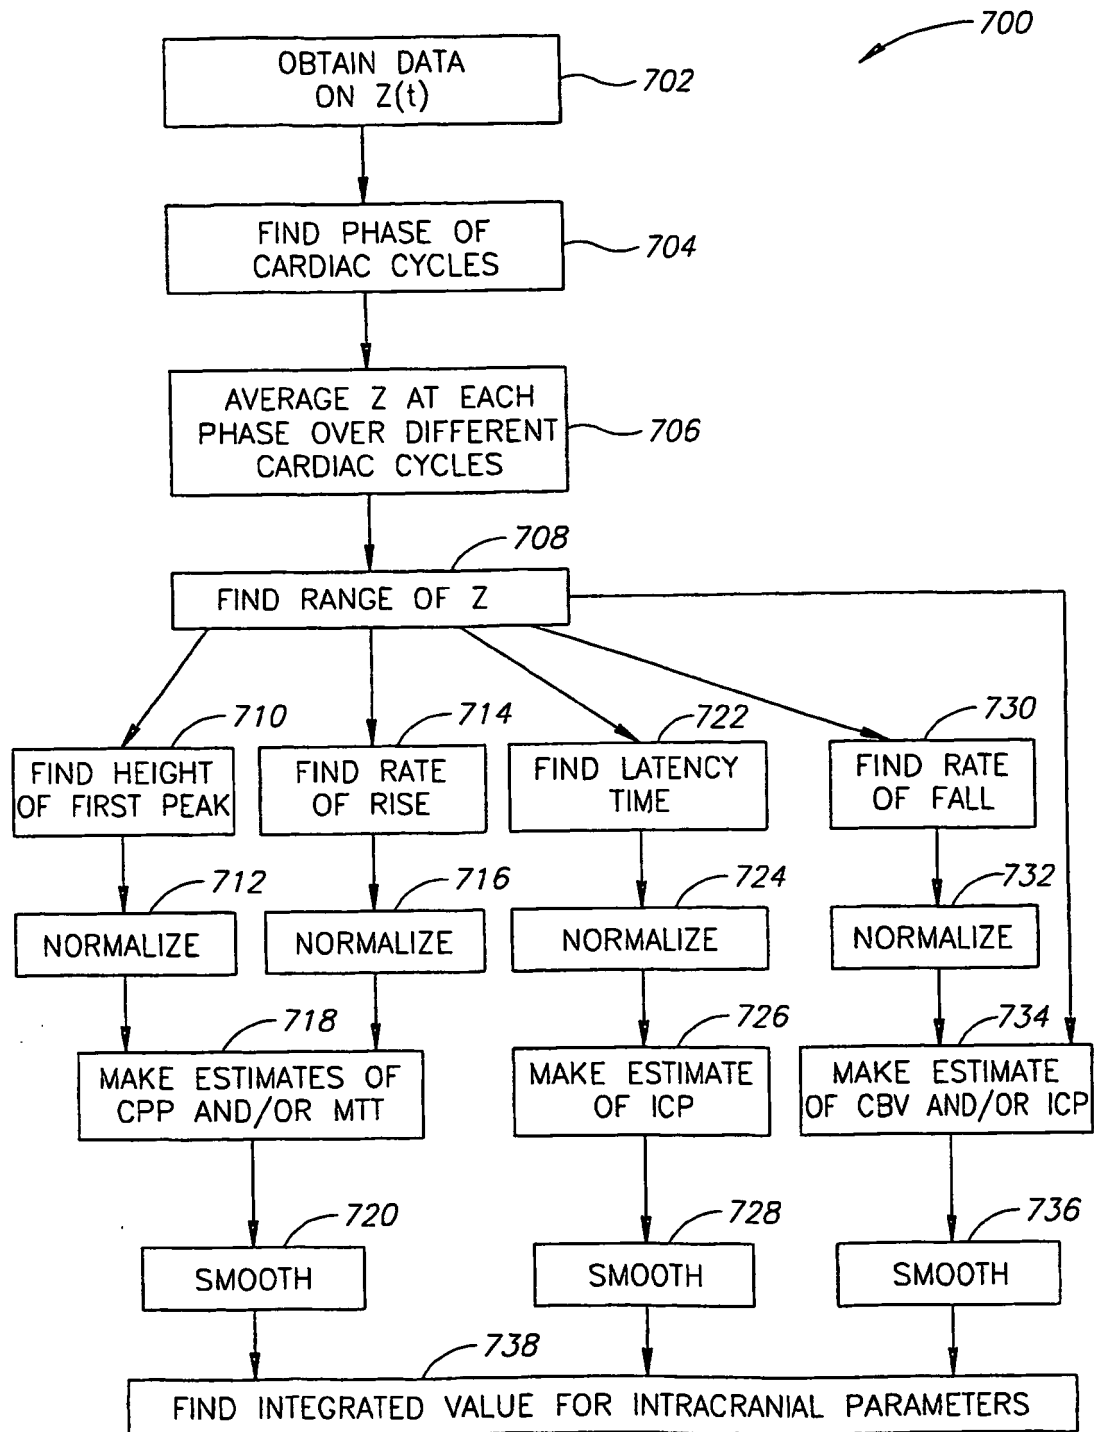 700
OBTAIN DATA
ON Z(t)
702
FIND PHASE OF
CARDIAC CYCLES
704
AVERAGE Z AT EACH
PHASE OVER DIFFERENT
CARDIAC CYCLES
706
708
FIND RANGE OF Z
710
714
722
730
FIND HEIGHT
OF FIRST PEAK
FIND RATE
OF RISE
FIND LATENCY
TIME
FIND RATE
OF FALL
712
716
724
732
NORMALIZE
NORMALIZE
NORMALIZE
NORMALIZE
718
726
734
MAKE ESTIMATES OF
CPP AND/OR MTT
MAKE ESTIMATE
OF ICP
MAKE ESTIMATE
OF CBV AND/OR ICP
720
728
736
SMOOTH
SMOOTH
SMOOTH
738
FIND INTEGRATED VALUE FOR INTRACRANIAL PARAMETERS